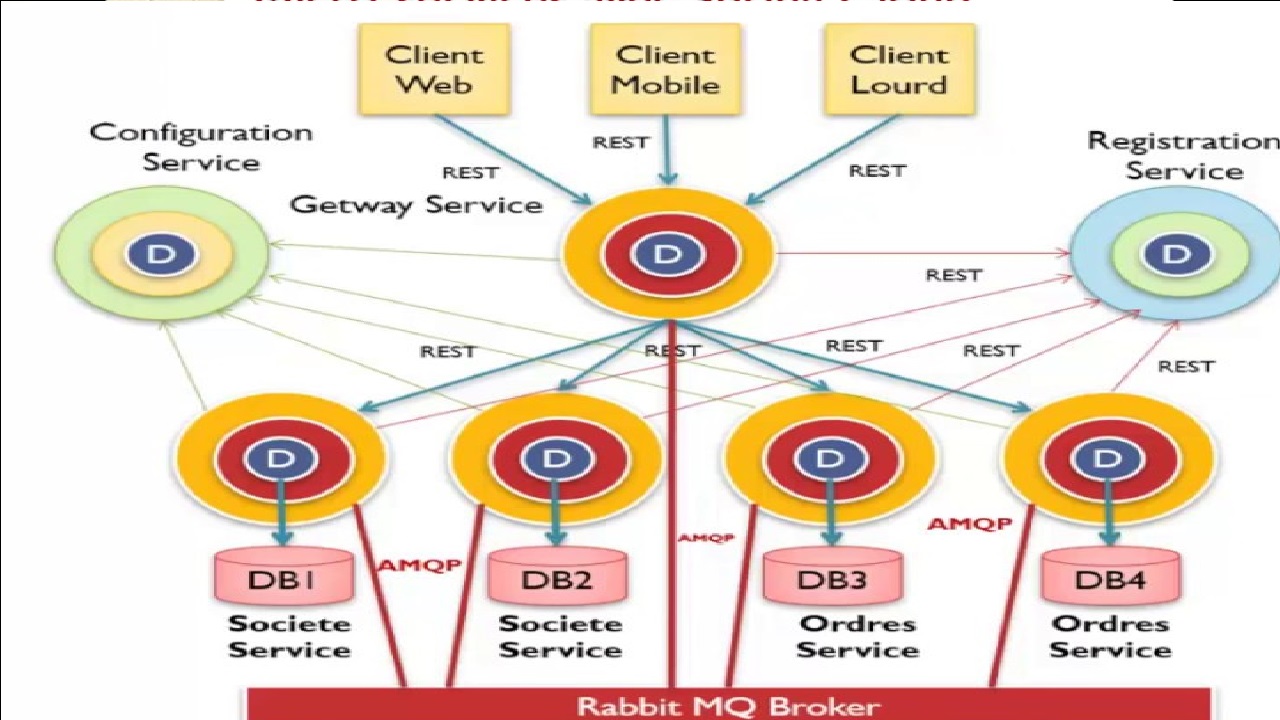 Client
Web
Client
Mobile
Client
Lourd
Configuration
Service
REST
REST
REST
Registration
Service
Getway Service
D
D
D
REST
REST
REST
REST
REST
REST
D
D
D
D
AMQP
AMQP
AMQP
DB1
DB2
DB3
DB4
Societe
Service
Societe
Service
Ordres
Service
Ordres
Service
Rabbit MQ Broker